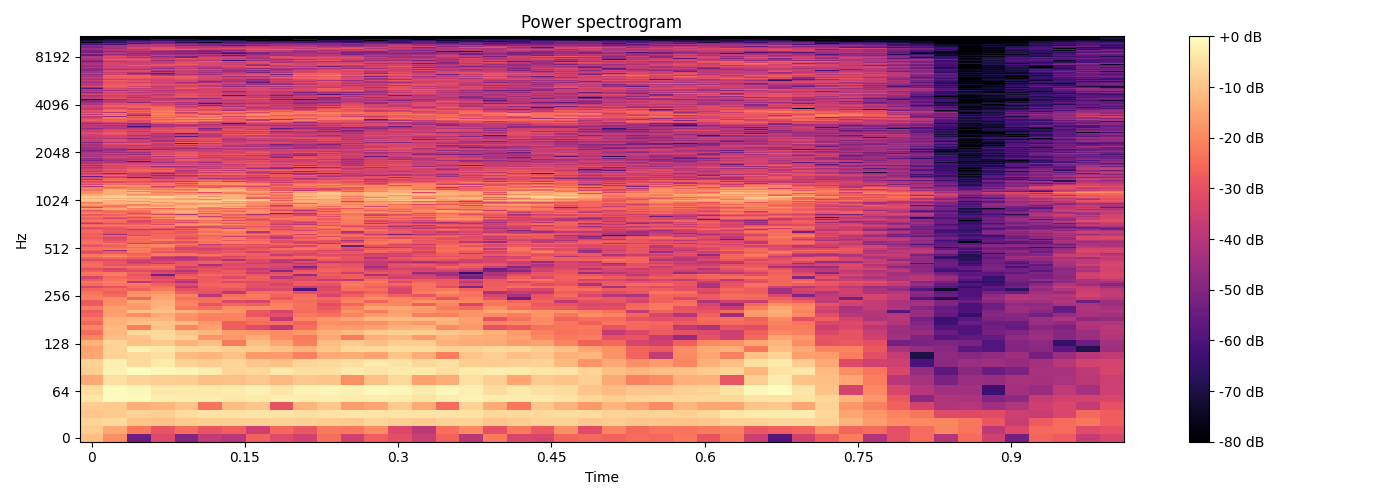 Power spectrogram
Hz
8192
4096
2048
1024
512
256
128
64
0
0 0.15 0.3 0.45 0.6 0.75 0.9
Time
+0 dB
-10 dB
-20 dB
-30 dB
-40 dB
-50 dB
-60 dB
-70 dB
-80 dB